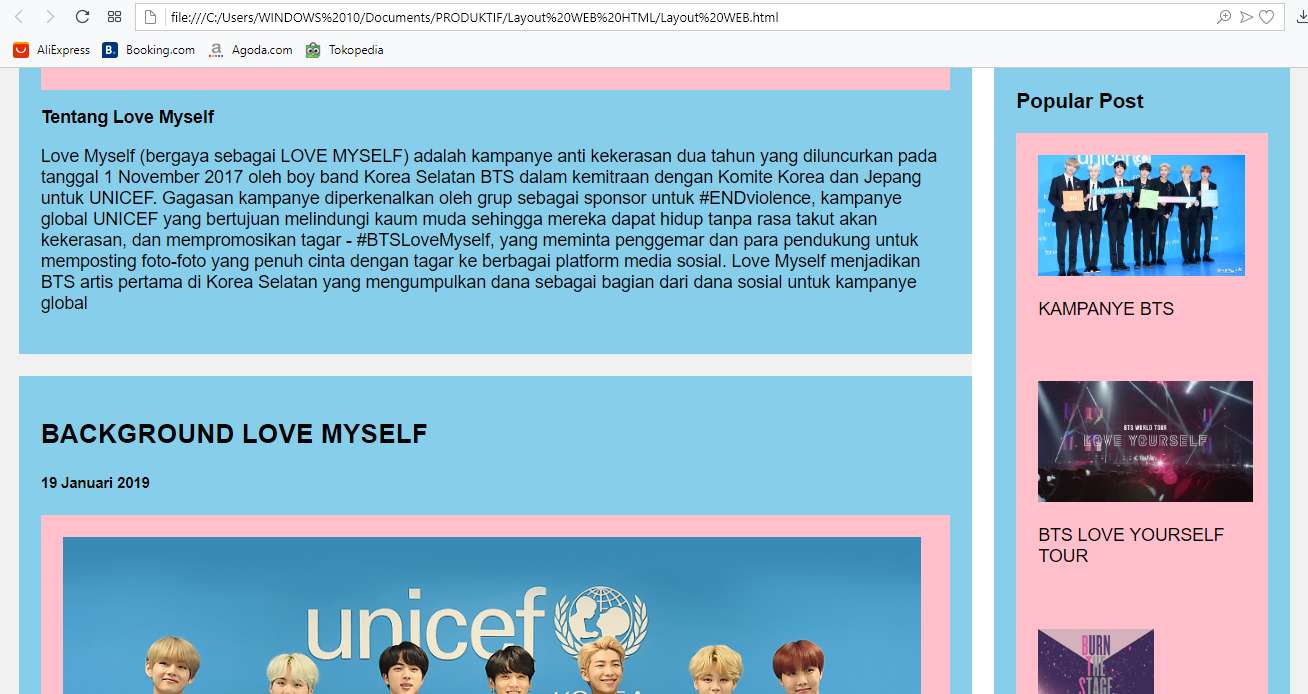 file:///C:/Users/WINDOWS%2010/Documents/PRODUKTIF/Layout%20WEB%20HTML/Layout%20WEB.html
AliExpress
B.
Booking.com
a
Agoda.com
Tokopedia
Tentang Love Myself
Love Myself (bergaya sebagai LOVE MYSELF) adalah kampanye anti kekerasan dua tahun yang diluncurkan pada
tanggal 1 November 2017 oleh boy band Korea Selatan BTS dalam kemitraan dengan Komite Korea dan Jepang
untuk UNICEF. Gagasan kampanye diperkenalkan oleh grup sebagai sponsor untuk #ENDviolence, kampanye
global UNICEF yang bertujuan melindungi kaum muda sehingga mereka dapat hidup tanpa rasa takut akan
kekerasan, dan mempromosikan tagar - #BTSLoveMyself, yang meminta penggemar dan para pendukung untuk
memposting foto-foto yang penuh cinta dengan tagar ke berbagai platform media sosial. Love Myself menjadikan
BTS artis pertama di Korea Selatan yang mengumpulkan dana sebagai bagian dari dana sosial untuk kampanye
global
BACKGROUND LOVE MYSELF
19 Januari 2019
unicef
KOREA
Popular Post
unicef
#ENDviolence
KAMPANYE BTS
BTS WORLD TOUR
LOVE YOURSELF
BTS LOVE YOURSELF
TOUR
BURN
THE
STAGE